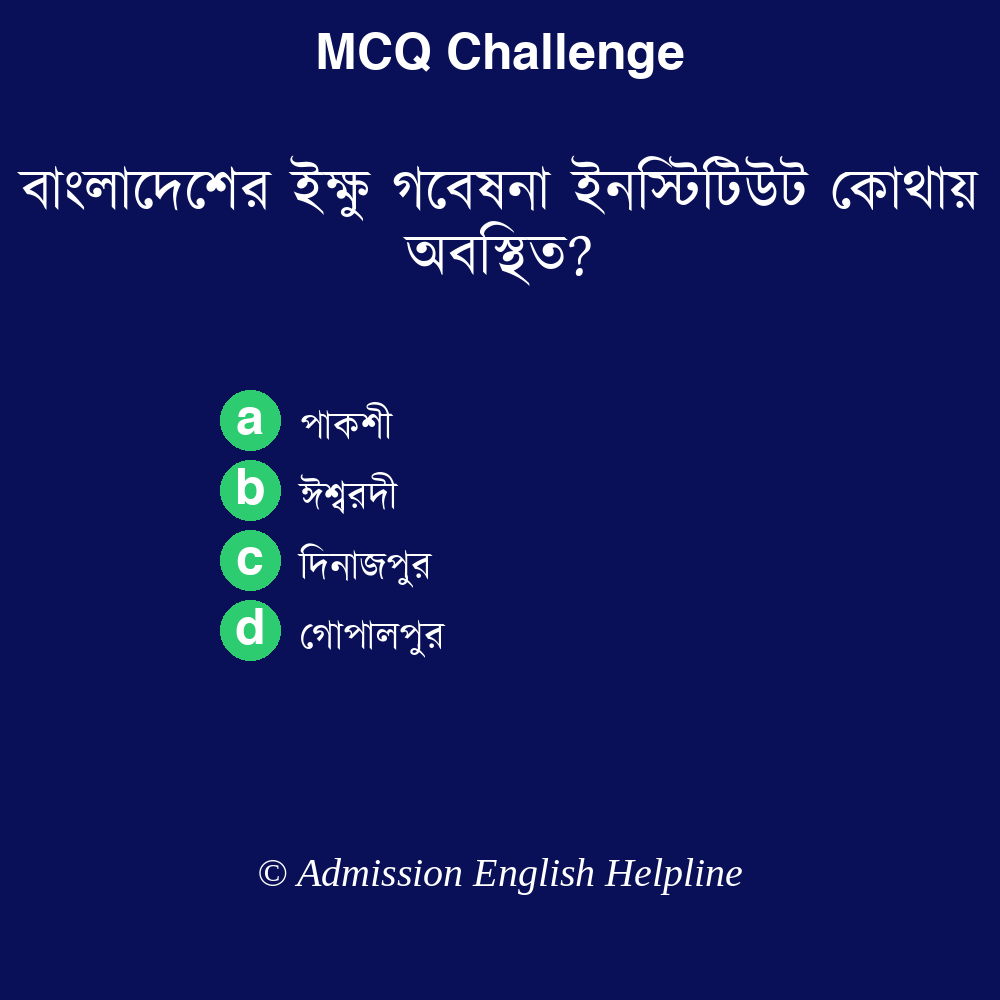 MCQ Challenge
বাংলাদেশের ইক্ষু গবেষনা ইনস্টিটিউট কোথায়
অবস্থিত?
a পাকশী
b ঈশ্বরদী
c দিনাজপুর
d গোপালপুর
© Admission English Helpline